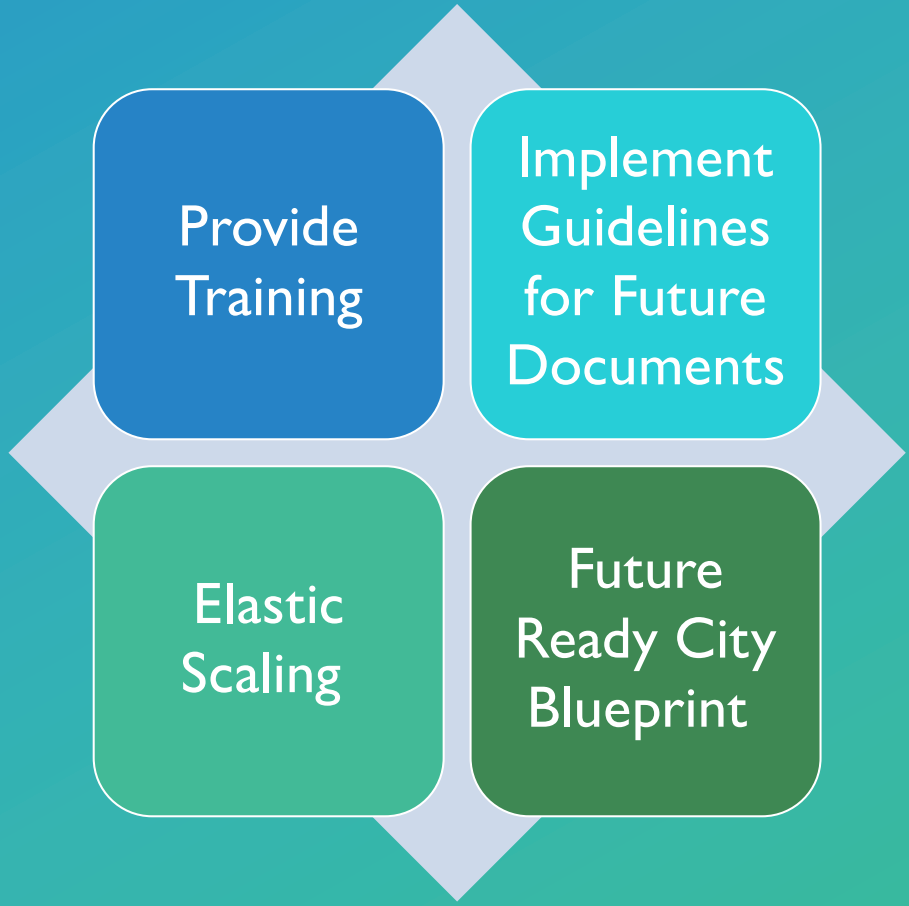 Provide
Training
Implement
Guidelines
for Future
Documents
Elastic
Scaling
Future
Ready City
Blueprint